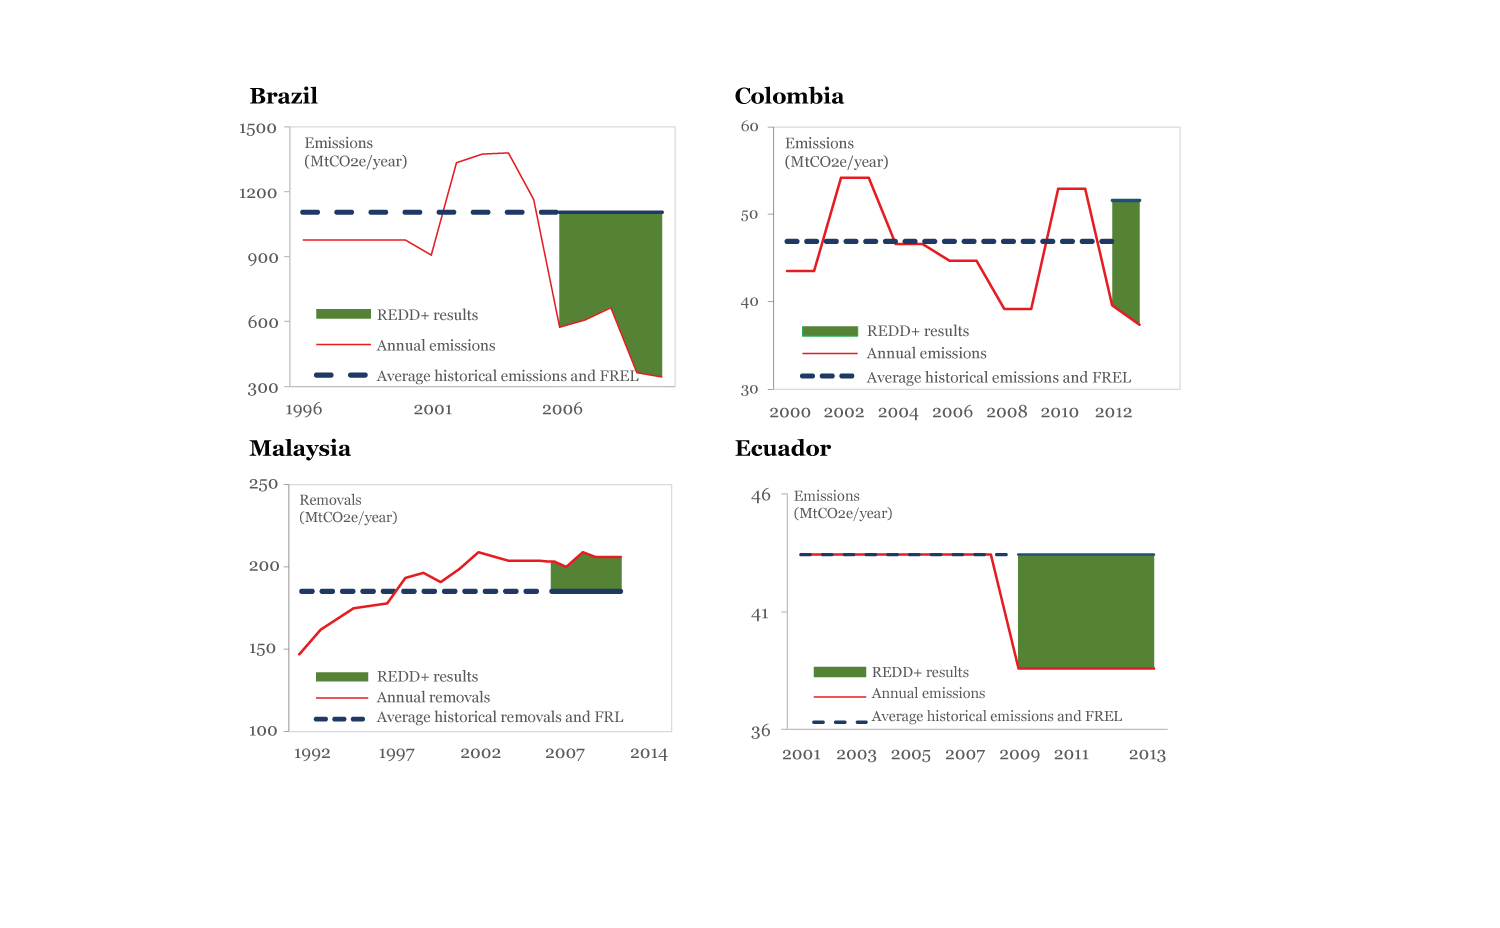 Brazil
1500
1200
900
600
300
Emissions
(MtCO2e/year)
REDD+ results
Annual emissions
Average historical emissions and FREL
1996
2001
2006
Colombia
60
50
40
30
Emissions
(MtCO2e/year)
REDD+ results
Annual emissions
Average historical emissions and FREL
2000
2002
2004
2006
2008
2010
2012
Malaysia
250
200
150
100
Removals
(MtCO2e/year)
REDD+ results
Annual removals
Average historical removals and FRL
1992
1997
2002
2007
2014
Ecuador
46
41
36
Emissions
(MtCO2e/year)
REDD+ results
Annual emissions
Average historical emissions and FREL
2001
2003
2005
2007
2009
2011
2013